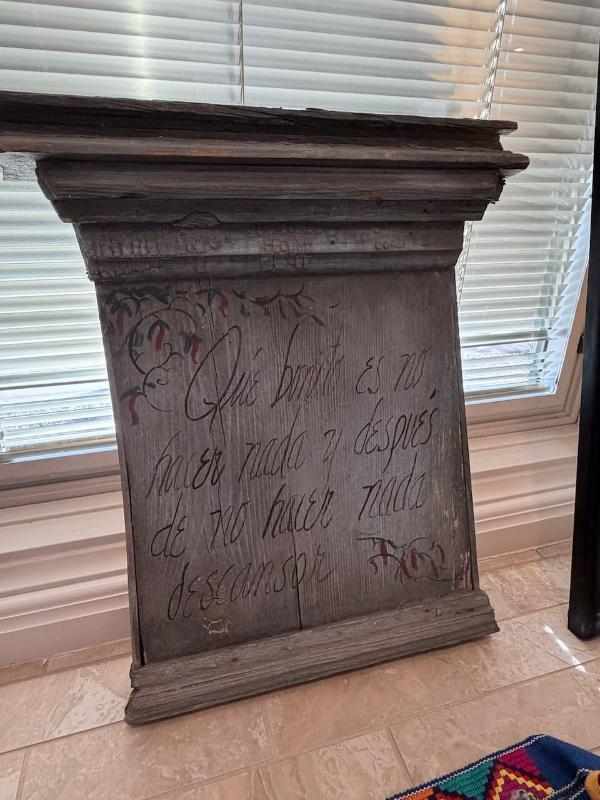 Qué bonito es no
hacer nada y después
de no hacer nada
descansar